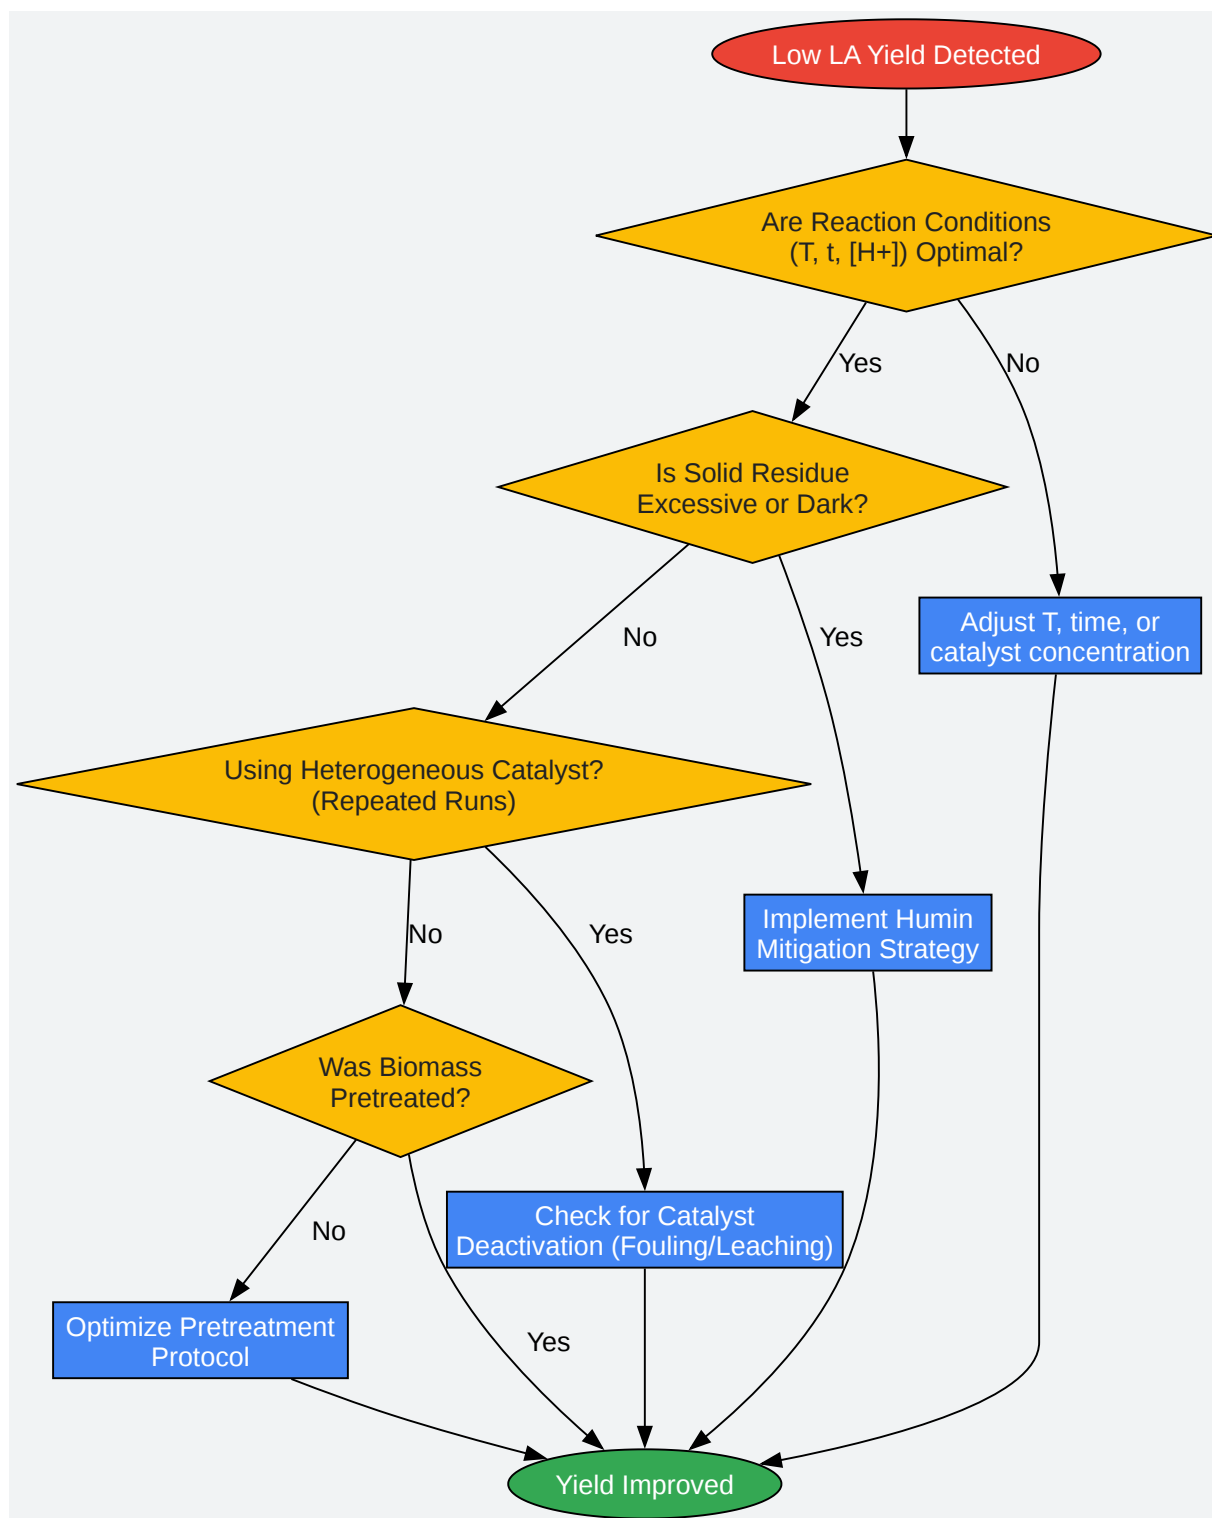 Low LA Yield Detected
Are Reaction Conditions
(T, t, [H+]) Optimal?
Yes
No
Is Solid Residue
Excessive or Dark?
No
Yes
Adjust T, time, or
catalyst concentration
Using Heterogeneous Catalyst?
(Repeated Runs)
No
Yes
Implement Humin
Mitigation Strategy
Was Biomass
Pretreated?
No
Yes
Check for Catalyst
Deactivation (Fouling/Leaching)
Optimize Pretreatment
Protocol
Yield Improved